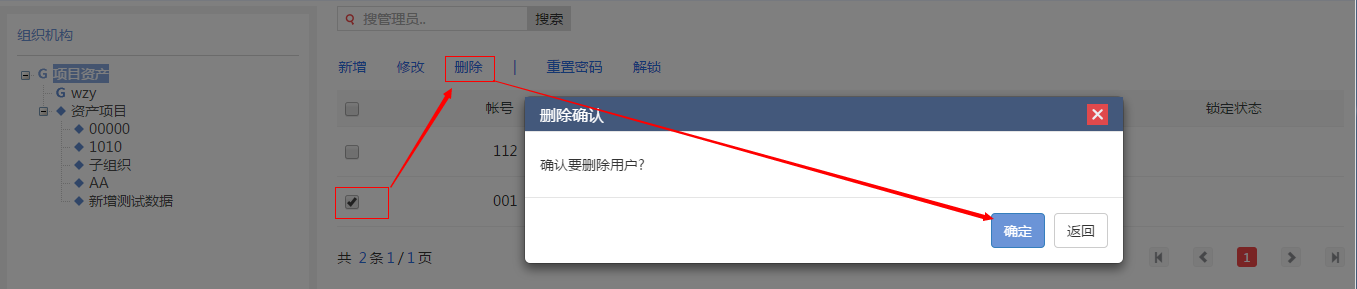 组织机构
G 项目资产
G wzy
资产项目
00000
1010
子组织
AA
新增测试数据
搜管理员.. 搜索
新增 修改 删除 | 重置密码 解锁
帐号 锁定状态
112
001
共 2 条 1 / 1 页
1
删除确认
确认要删除用户?
确定 返回